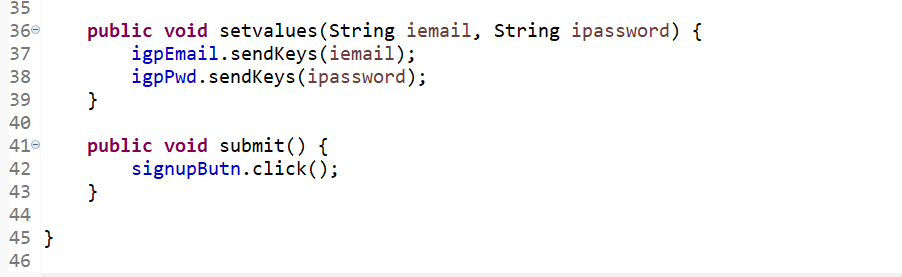 35
36 public void setvalues(String iemail, String ipassword) {
37 igpEmail.sendKeys(iemail);
38 igpPwd.sendKeys(ipassword);
39 }
40
41 public void submit() {
42 signupButn.click();
43 }
44
45 }
46